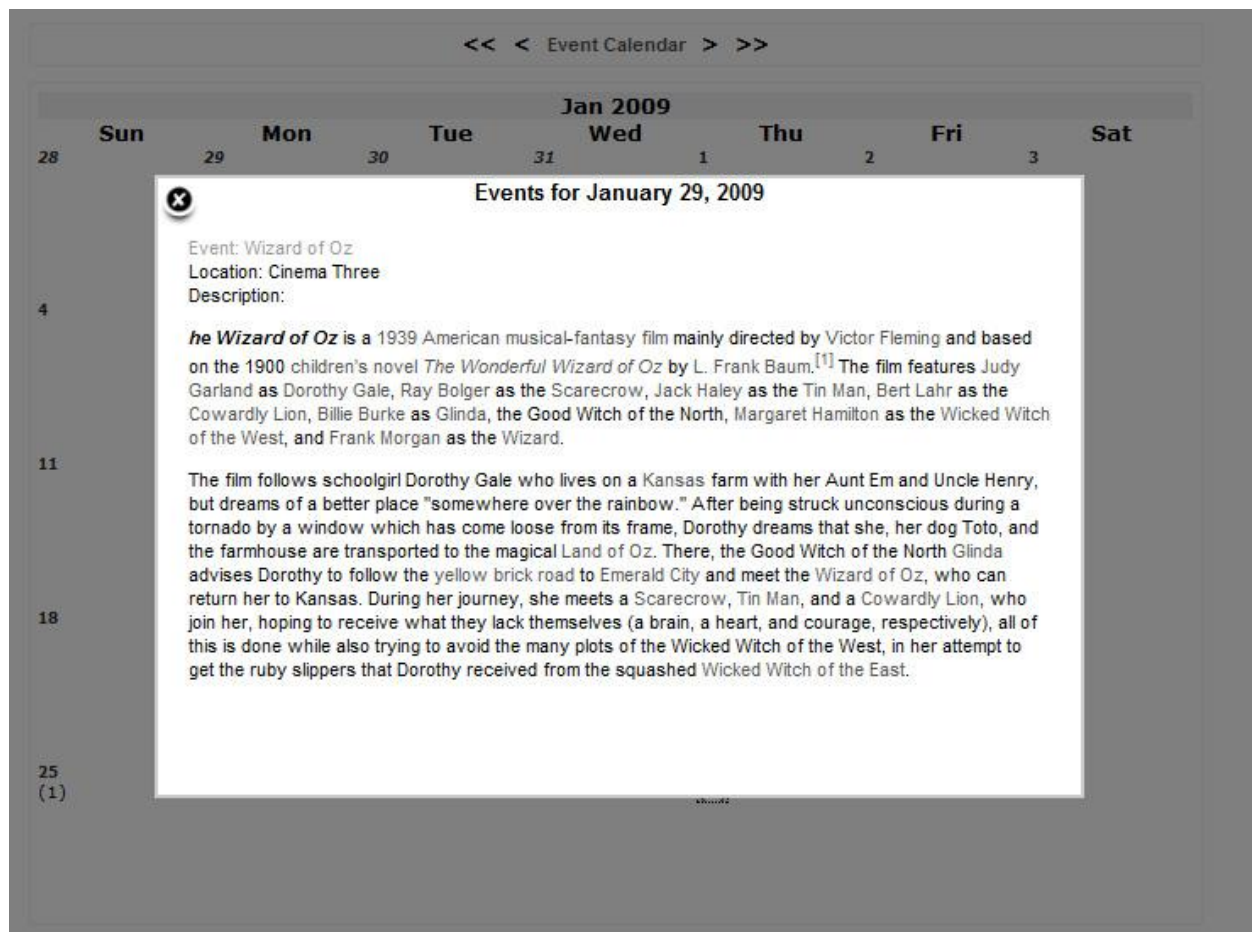 << < Event Calendar > >>
Jan 2009
Sun Mon Tue Wed Thu Fri Sat
28 29 30 31 1 2 3
Events for January 29, 2009
Event: Wizard of Oz
Location: Cinema Three
Description:
4
he Wizard of Oz is a 1939 American musical-fantasy film mainly directed by Victor Fleming and based
on the 1900 children's novel The Wonderful Wizard of Oz by L. Frank Baum.[1] The film features Judy
Garland as Dorothy Gale, Ray Bolger as the Scarecrow, Jack Haley as the Tin Man, Bert Lahr as the
Cowardly Lion, Billie Burke as Glinda, the Good Witch of the North, Margaret Hamilton as the Wicked Witch
of the West, and Frank Morgan as the Wizard.
11
The film follows schoolgirl Dorothy Gale who lives on a Kansas farm with her Aunt Em and Uncle Henry,
but dreams of a better place "somewhere over the rainbow." After being struck unconscious during a
tornado by a window which has come loose from its frame, Dorothy dreams that she, her dog Toto, and
the farmhouse are transported to the magical Land of Oz. There, the Good Witch of the North Glinda
advises Dorothy to follow the yellow brick road to Emerald City and meet the Wizard of Oz, who can
return her to Kansas. During her journey, she meets a Scarecrow, Tin Man, and a Cowardly Lion, who
18
join her, hoping to receive what they lack themselves (a brain, a heart, and courage, respectively), all of
this is done while also trying to avoid the many plots of the Wicked Witch of the West, in her attempt to
get the ruby slippers that Dorothy received from the squashed Wicked Witch of the East.
25
(1)